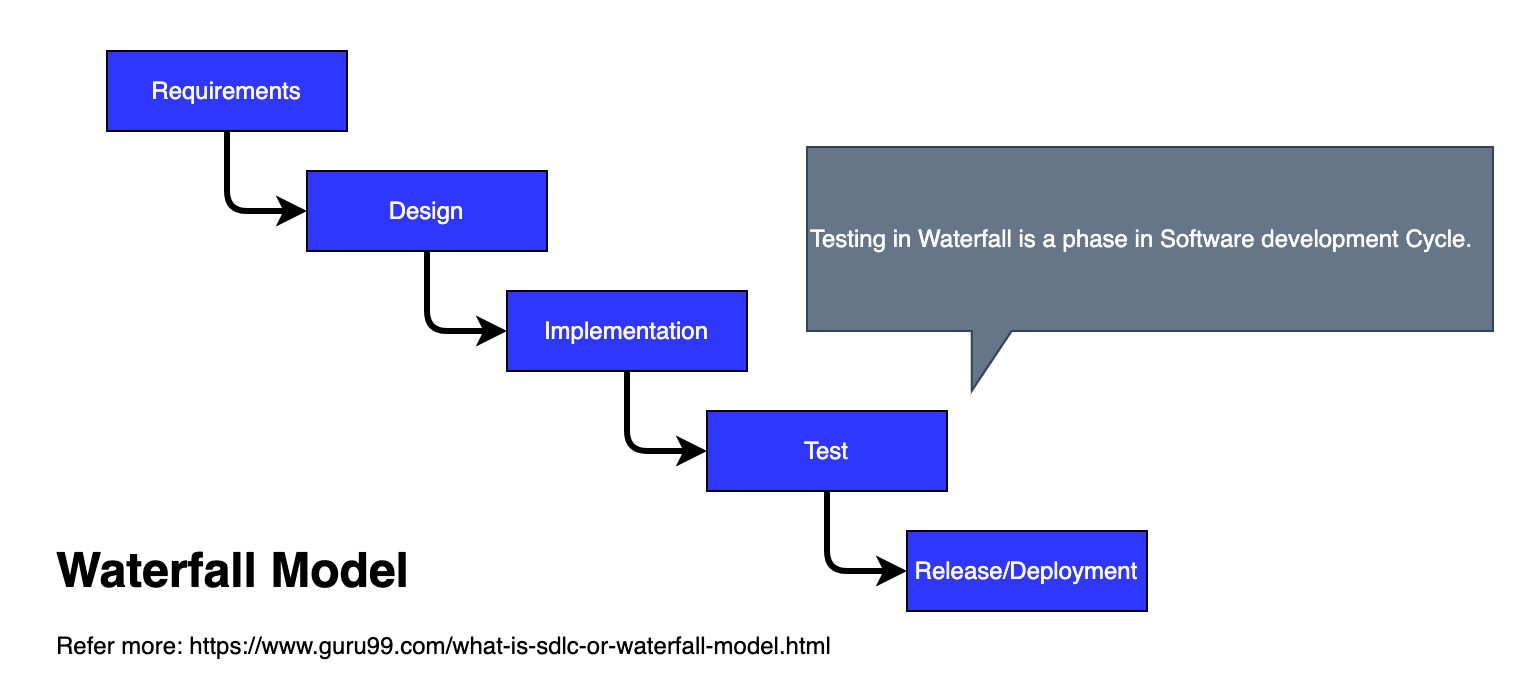 Requirements
Design
Testing in Waterfall is a phase in Software development Cycle.
Implementation
Test
Release/Deployment
Waterfall Model
Refer more: https://www.guru99.com/what-is-sdlc-or-waterfall-model.html